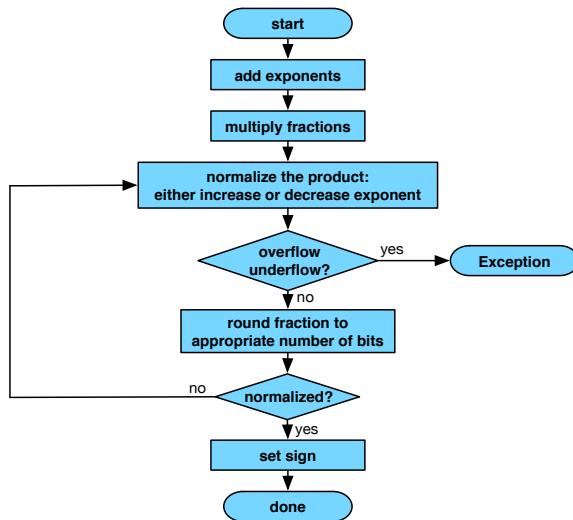 start
add exponents
multiply fractions
normalize the product:
either increase or decrease exponent
overflow
underflow?
yes
Exception
no
round fraction to
appropriate number of bits
normalized?
no
yes
set sign
done